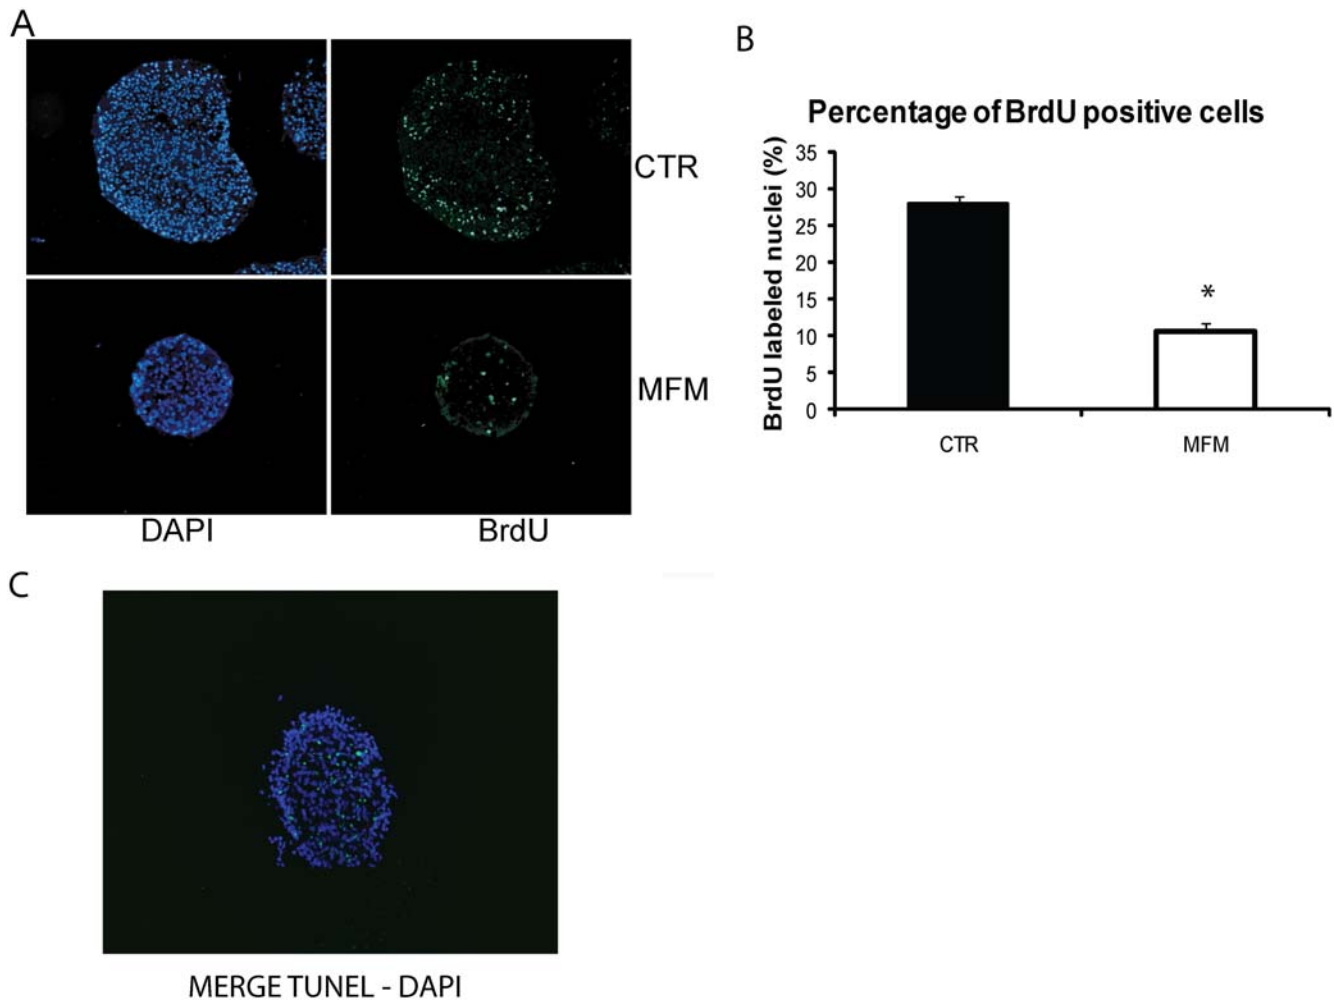 A
CTR
MFM
DAPI
BrdU
B
Percentage of BrdU positive cells
BrdU labeled nuclei (%)
35
30
25
20
15
10
5
0
*
CTR
MFM
C
MERGE TUNEL - DAPI